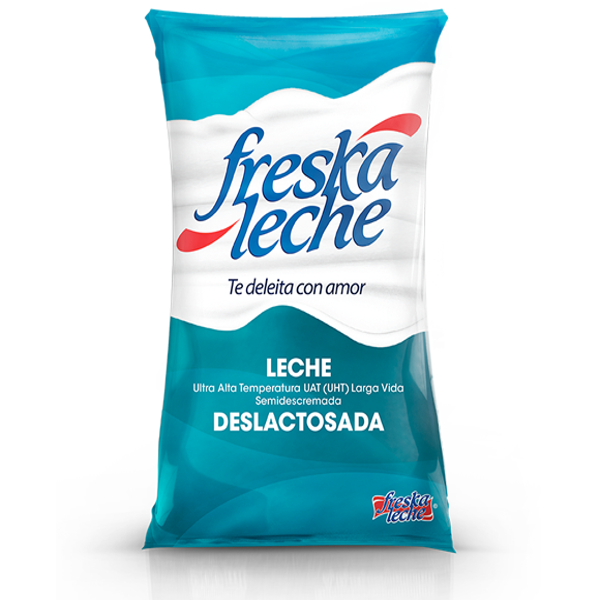 freska
leche
Te deleita con amor
LECHE
Ultra Alta Temperatura UAT (UHT) Larga Vida
Semidescremada
DESLACTOSADA
freska
leche®